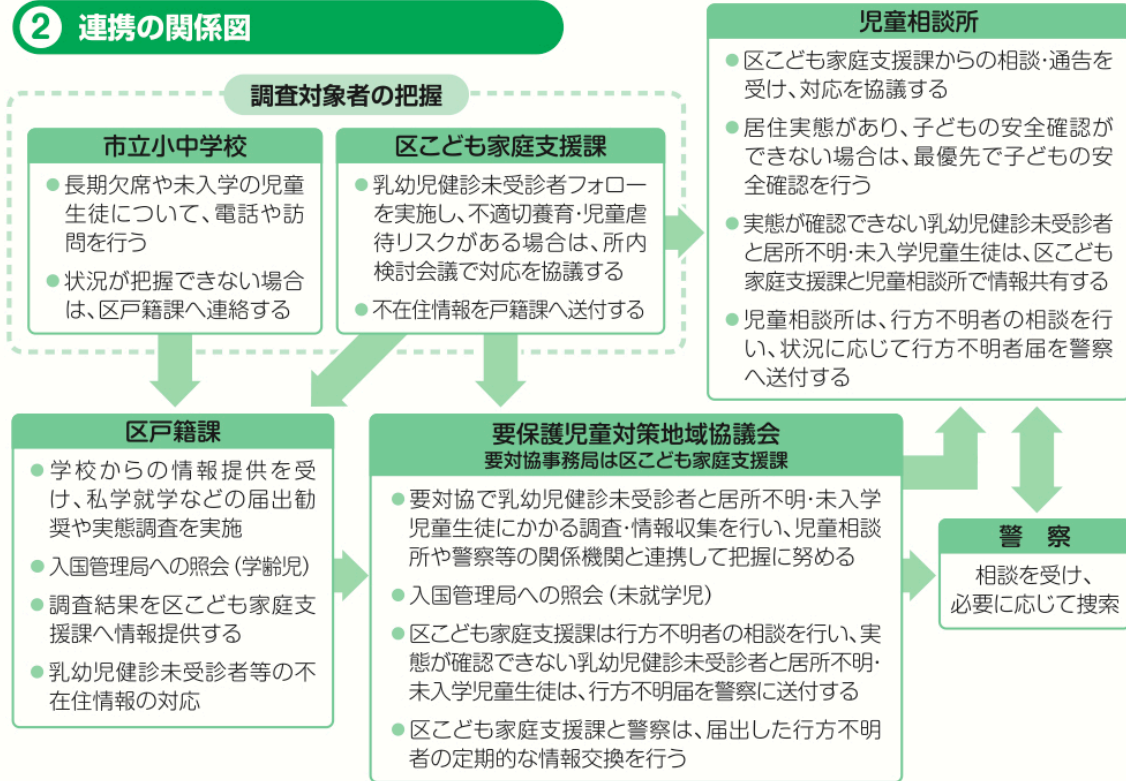 2 連携の関係図
調査対象者の把握
市立小中学校
●長期欠席や未入学の児童
生徒について、電話や訪
問を行う
●状況が把握できない場合
は、区戸籍課へ連絡する
区こども家庭支援課
●乳幼児健診未受診者フォロー
を実施し、不適切養育・児童虐
待リスクがある場合は、所内
検討会議で対応を協議する
●不在住情報を戸籍課へ送付する
児童相談所
●区こども家庭支援課からの相談・通告を
受け、対応を協議する
●居住実態があり、子どもの安全確認が
できない場合は、最優先で子どもの安
全確認を行う
●実態が確認できない乳幼児健診未受診者
と居所不明・未入学児童生徒は、区こども
家庭支援課と児童相談所で情報共有する
●児童相談所は、行方不明者の相談を行
い、状況に応じて行方不明者届を警察
へ送付する
区戸籍課
●学校からの情報提供を受
け、私学就学などの届出勧
奨や実態調査を実施
●入国管理局への照会(学齢児)
●調査結果を区こども家庭支
援課へ情報提供する
●乳幼児健診未受診者等の不
在住情報の対応
要保護児童対策地域協議会
要対協事務局は区こども家庭支援課
●要対協で乳幼児健診未受診者と居所不明・未入学
児童生徒にかかる調査・情報収集を行い、児童相談
所や警察等の関係機関と連携して把握に努める
●入国管理局への照会(未就学児)
●区こども家庭支援課は行方不明者の相談を行い、実
態が確認できない乳幼児健診未受診者と居所不明・
未入学児童生徒は、行方不明届を警察に送付する
●区こども家庭支援課と警察は、届出した行方不明
者の定期的な情報交換を行う
警 察
相談を受け、
必要に応じて捜索